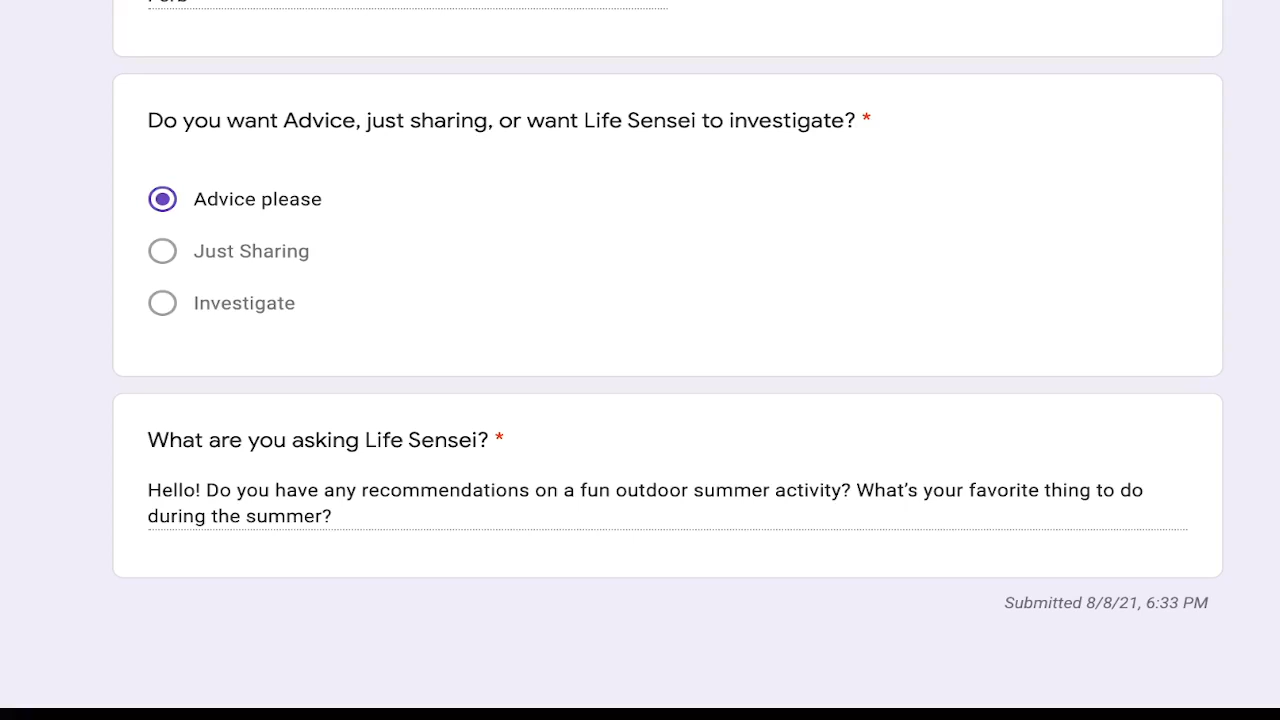 Do you want Advice, just sharing, or want Life Sensei to investigate? *
Advice please
Just Sharing
Investigate
What are you asking Life Sensei? *
Hello! Do you have any recommendations on a fun outdoor summer activity? What's your favorite thing to do
during the summer?
Submitted 8/8/21, 6:33 PM